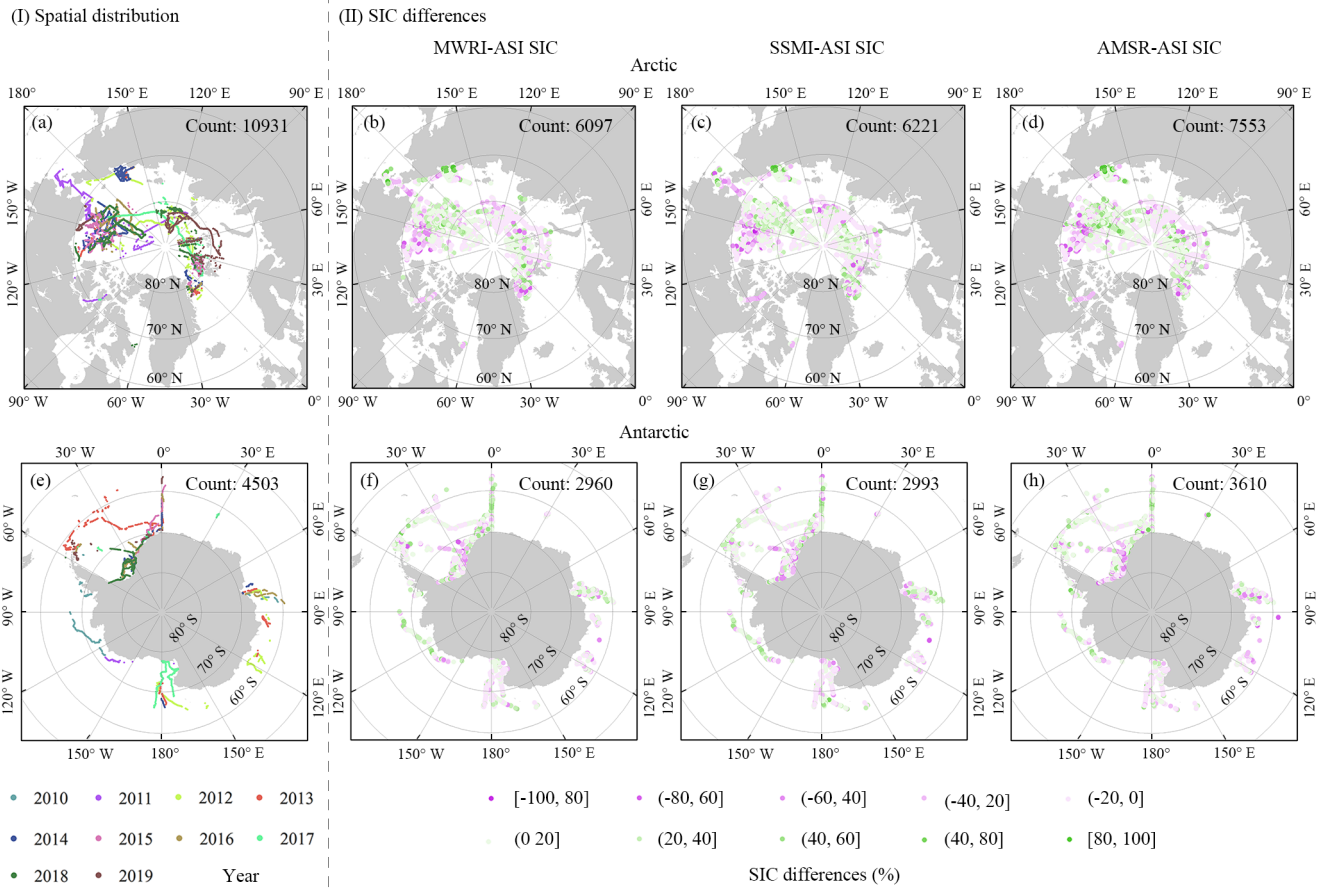 (I) Spatial distribution
(II) SIC differences
MWRI-ASI SIC SSMI-ASI SIC AMSR-ASI SIC
Arctic
180° 150° E 120° E 90° E 180° 150° E 120° E 90° E 180° 150° E 120° E 90° E
(a) Count: 10931
(b) Count: 6097
(c) Count: 6221
(d) Count: 7553
150° W 60° E 150° W 60° E 150° W 60° E 150° W 60° E
120° W 30° E 120° W 30° E 120° W 30° E 120° W 30° E
80° N 80° N 80° N 80° N
70° N 70° N 70° N 70° N
60° N 60° N 60° N 60° N
90° W 60° W 30° W 0° 90° W 60° W 30° W 90° W 60° W 30° W 90° W 60° W 30° W 0°
Antarctic
30° W 0° 30° E 30° W 0° 30° E 30° W 0° 30° E 30° W 0° 30° E
(e) Count: 4503
(f) Count: 2960
(g) Count: 2993
(h) Count: 3610
60° W 60° E 60° W 60° E 60° W 60° E 60° W 60° E
90° W 90° E 90° W 90° E 90° W 90° E 90° W 90° E
80° S 80° S 80° S 80° S
70° S 70° S 70° S 70° S
60° S 60° S 60° S 60° S
120° W 120° E 120° W 120° E 120° W 120° E 120° W 120° E
150° W 180° 150° E 150° W 180° 150° E 150° W 180° 150° E 150° W 180° 150° E
2010 2011 2012 2013
2014 2015 2016 2017
2018 2019 Year
[-100, 80] (-80, 60] (-60, 40] (-40, 20] (-20, 0]
(0 20] (20, 40] (40, 60] (40, 80] [80, 100]
SIC differences (%)